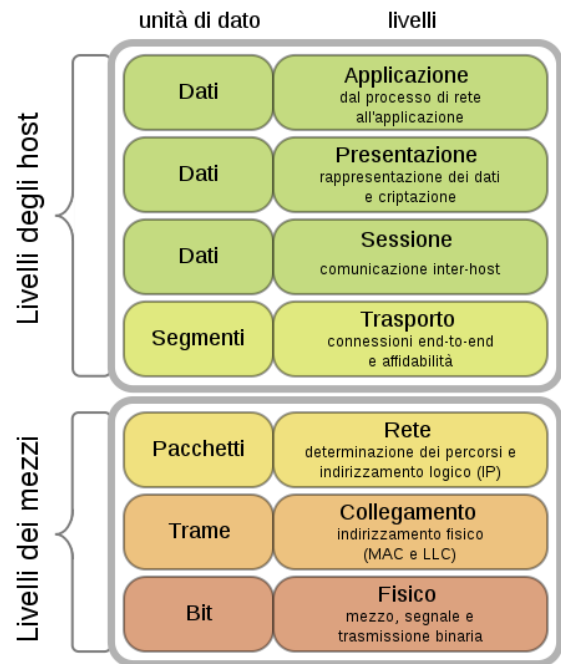 unità di dato
livelli
Livelli degli host
Dati
Applicazione
dal processo di rete
all'applicazione
Dati
Presentazione
rappresentazione dei dati
e criptazione
Dati
Sessione
comunicazione inter-host
Segmenti
Trasporto
connessioni end-to-end
e affidabilità
Livelli dei mezzi
Pacchetti
Rete
determinazione dei percorsi e
indirizzamento logico (IP)
Trame
Collegamento
indirizzamento fisico
(MAC e LLC)
Bit
Fisico
mezzo, segnale e
trasmissione binaria